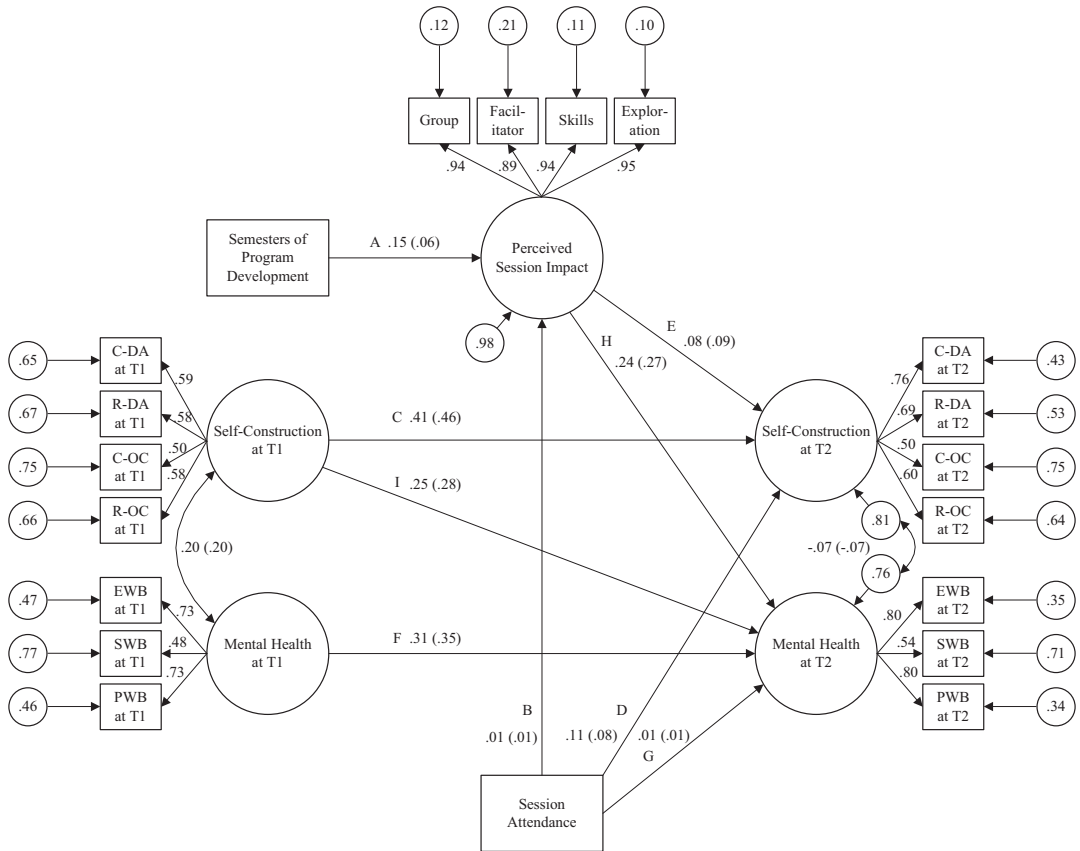 .12
.21
.11
.10
Group
Facil-
itator
Skills
Explor-
ation
.94
.89
.94
.95
Semesters of
Program
Development
A .15 (.06)
Perceived
Session Impact
.98
E
.08 (.09)
H
.24 (.27)
.65
C-DA
at T1
.59
.67
R-DA
at T1
.58
.75
C-OC
at T1
.50
.66
R-OC
at T1
.58
Self-Construction
at T1
C .41 (.46)
I .25 (.28)
Self-Construction
at T2
.76
C-DA
at T2
.43
.69
R-DA
at T2
.53
.50
C-OC
at T2
.75
.60
R-OC
at T2
.64
.81
-.07 (-.07)
.76
.20 (.20)
.47
EWB
at T1
.73
.77
SWB
at T1
.48
.46
PWB
at T1
.73
Mental Health
at T1
F .31 (.35)
Mental Health
at T2
.80
EWB
at T2
.35
.54
SWB
at T2
.71
.80
PWB
at T2
.34
B
.01 (.01)
D
.11 (.08)
.01 (.01)
G
Session
Attendance